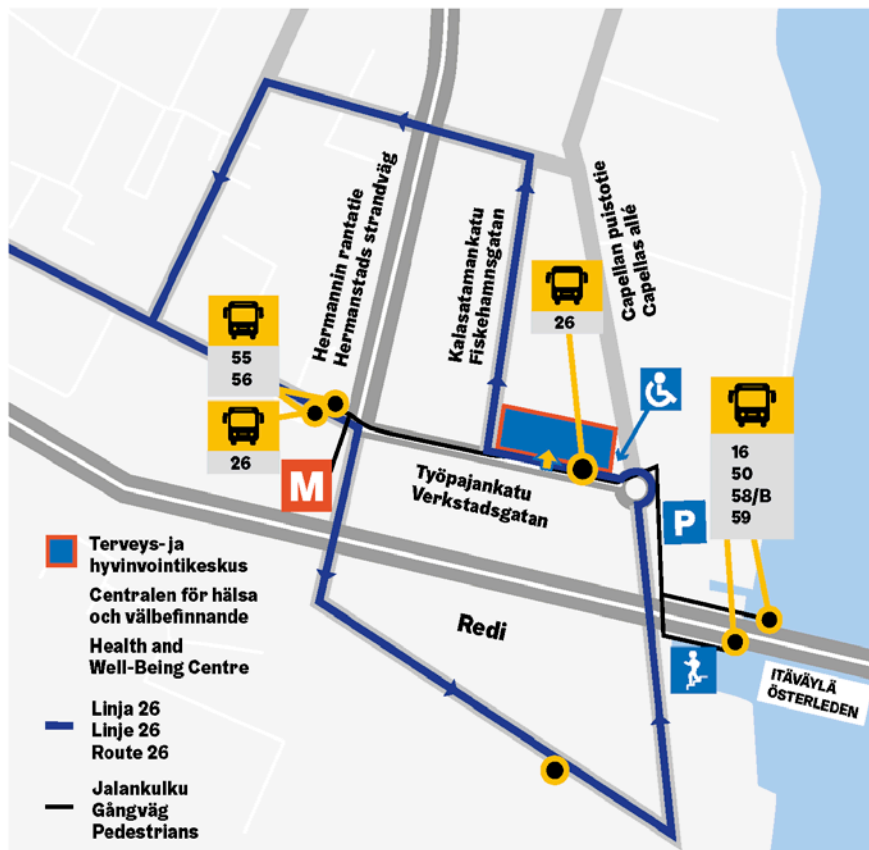 Hermannin rantatie
Hermanstads strandväg
Kalasatamankatu
Fiskehamnsgatan
Capellan puistotie
Capellas allé
26
55
56
26
16
50
58/B
59
M
Työpajankatu
Verkstadsgatan
P
Redi
ITÄVÄYLÄ
ÖSTERLEDEN
Terveys- ja
hyvinvointikeskus
Centralen för hälsa
och välbefinnande
Health and
Well-Being Centre
Linja 26
Linje 26
Route 26
Jalankulku
Gångväg
Pedestrians